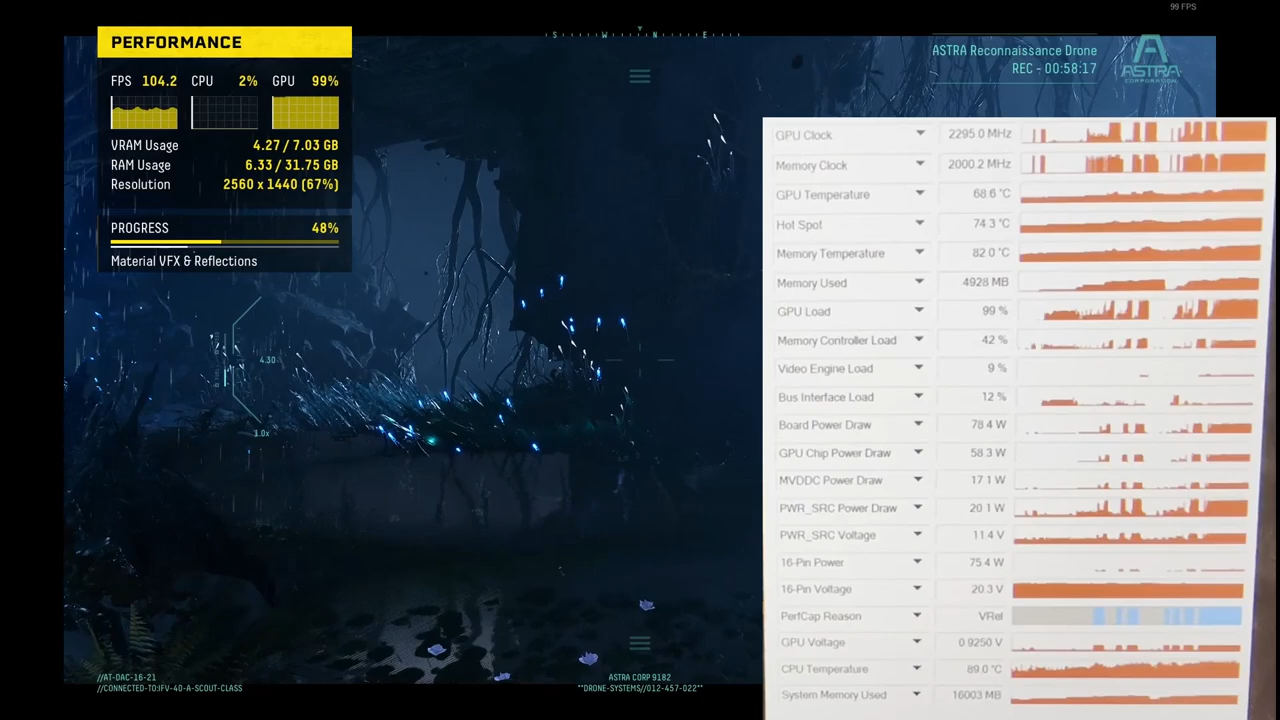 99 FPS
PERFORMANCE
FPS 104.2 CPU 2% GPU 99%
VRAM Usage 4.27 / 7.03 GB
RAM Usage 6.33 / 31.75 GB
Resolution 2560 x 1440 (67%)
PROGRESS 48%
Material VFX & Reflections
S W N E
ASTRA Reconnaissance Drone
REC - 00:58:17
ASTRA
CORPORATION
4.30
1.0x
GPU Clock 2295.0 MHz
Memory Clock 2000.2 MHz
GPU Temperature 68.6 °C
Hot Spot 74.3 °C
Memory Temperature 82.0 °C
Memory Used 4928 MB
GPU Load 99 %
Memory Controller Load 42 %
Video Engine Load 9 %
Bus Interface Load 12 %
Board Power Draw 78.4 W
GPU Chip Power Draw 58.3 W
MVDDC Power Draw 17.1 W
PWR_SRC Power Draw 20.1 W
PWR_SRC Voltage 11.4 V
16-Pin Power 75.4 W
16-Pin Voltage 20.3 V
PerfCap Reason VRel
GPU Voltage 0.9250 V
CPU Temperature 89.0 °C
System Memory Used 16003 MB
//AT-DAC-16-21
//CONNECTED-TO:IFV-40-A-SCOUT-CLASS
ASTRA CORP 9182
**DRONE-SYSTEMS//012-457-022**